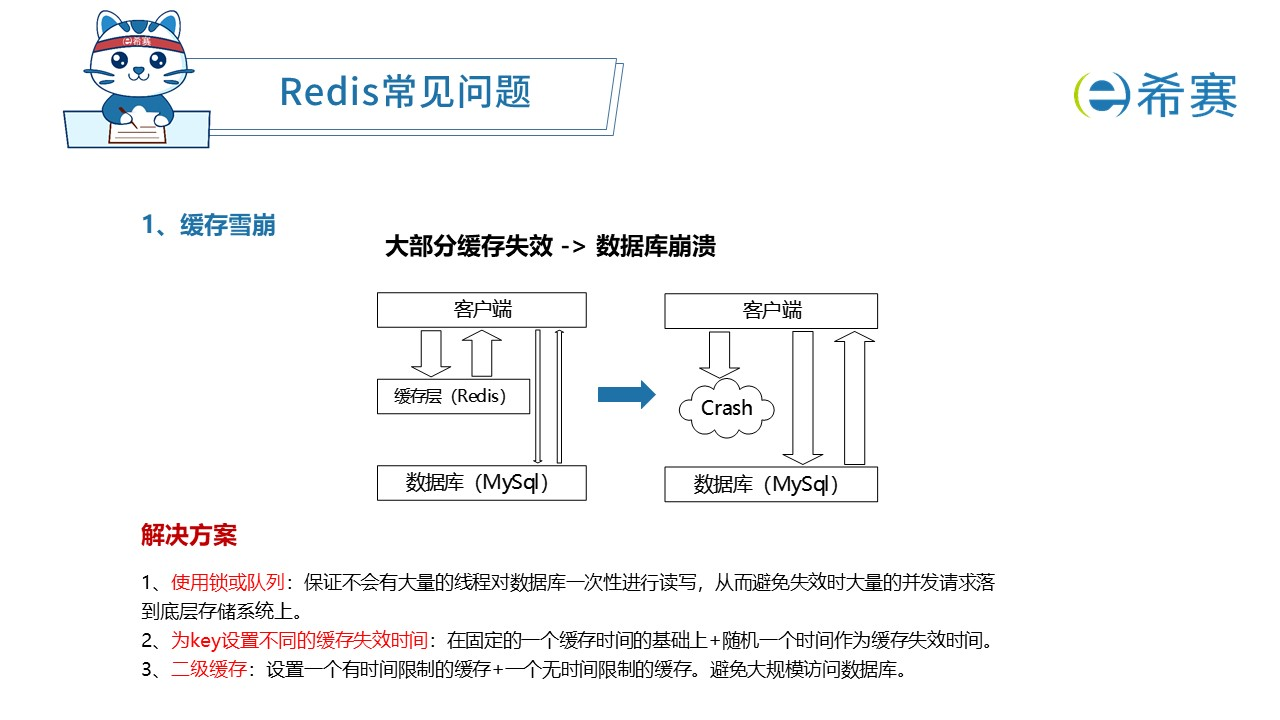 希赛
Redis常见问题
希赛
1、缓存雪崩
大部分缓存失效 -> 数据库崩溃
客户端
客户端
缓存层（Redis）
Crash
数据库（MySql）
数据库（MySql）
解决方案
1、使用锁或队列：保证不会有大量的线程对数据库一次性进行读写，从而避免失效时大量的并发请求落
到底层存储系统上。
2、为key设置不同的缓存失效时间：在固定的一个缓存时间的基础上+随机一个时间作为缓存失效时间。
3、二级缓存：设置一个有时间限制的缓存+一个无时间限制的缓存。避免大规模访问数据库。